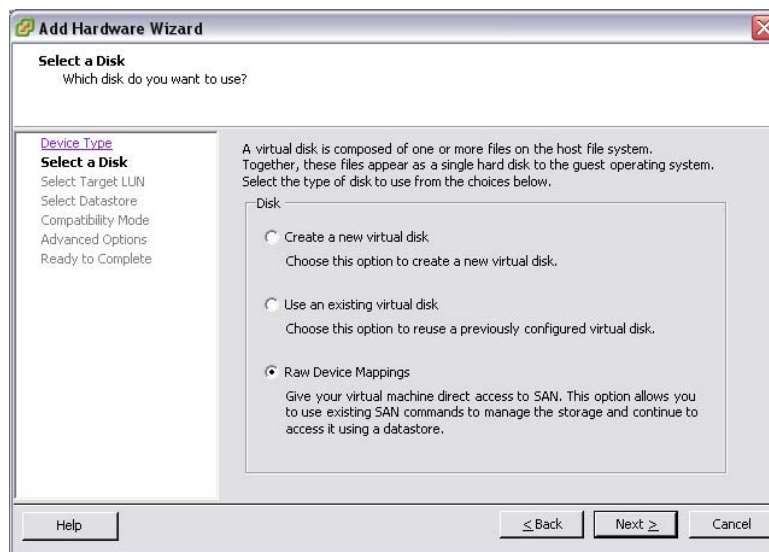 Add Hardware Wizard
Select a Disk
Which disk do you want to use?
Device Type
Select a Disk
Select Target LUN
Select Datastore
Compatibility Mode
Advanced Options
Ready to Complete
A virtual disk is composed of one or more files on the host file system.
Together, these files appear as a single hard disk to the guest operating system.
Select the type of disk to use from the choices below.
Disk
Create a new virtual disk
Choose this option to create a new virtual disk.
Use an existing virtual disk
Choose this option to reuse a previously configured virtual disk.
Raw Device Mappings
Give your virtual machine direct access to SAN. This option allows you
to use existing SAN commands to manage the storage and continue to
access it using a datastore.
Help
< Back
Next >
Cancel